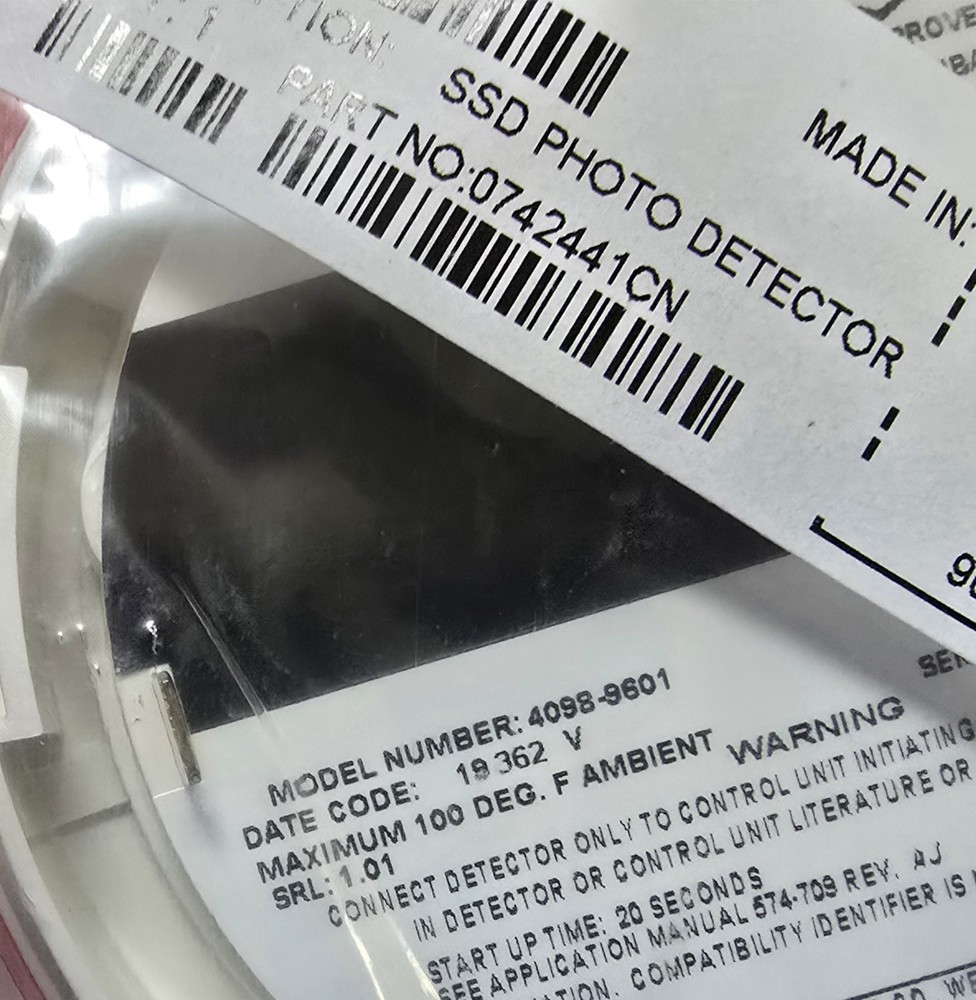 TION:
: 1
SSD PHOTO DETECTOR
PART NO:0742441CN
MADE IN:
MODEL NUMBER: 4098-9601
DATE CODE: 19 362 V
MAXIMUM 100 DEG. F AMBIENT
SRL: 1.01
WARNING
CONNECT DETECTOR ONLY TO CONTROL UNIT INITIATING
IN DETECTOR OR CONTROL UNIT LITERATURE OR
START UP TIME: 20 SECONDS
SEE APPLICATION MANUAL 574-709 REV. AJ
COMPATIBILITY IDENTIFIER IS